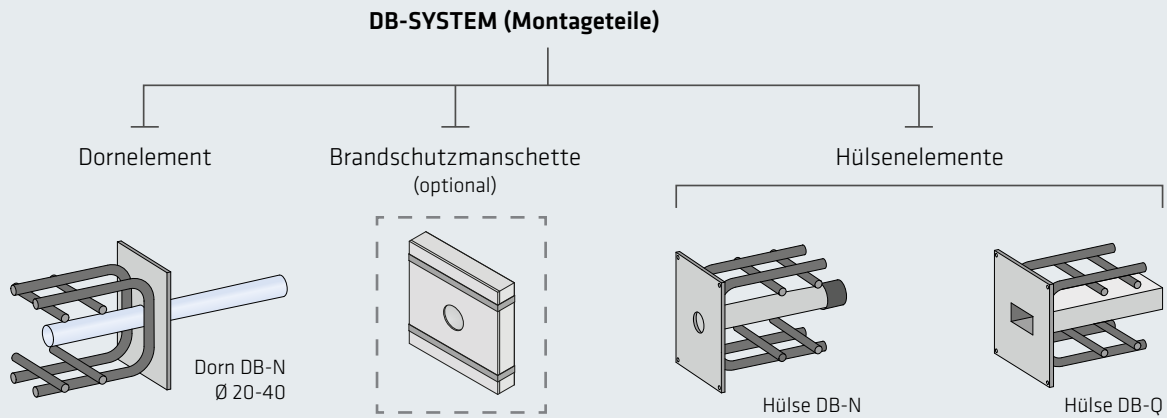 DB-SYSTEM (Montageteile)
Dornelement
Brandschutzmanschette
(optional)
Hülsenelemente
Dorn DB-N
Ø 20-40
Hülse DB-N
Hülse DB-Q